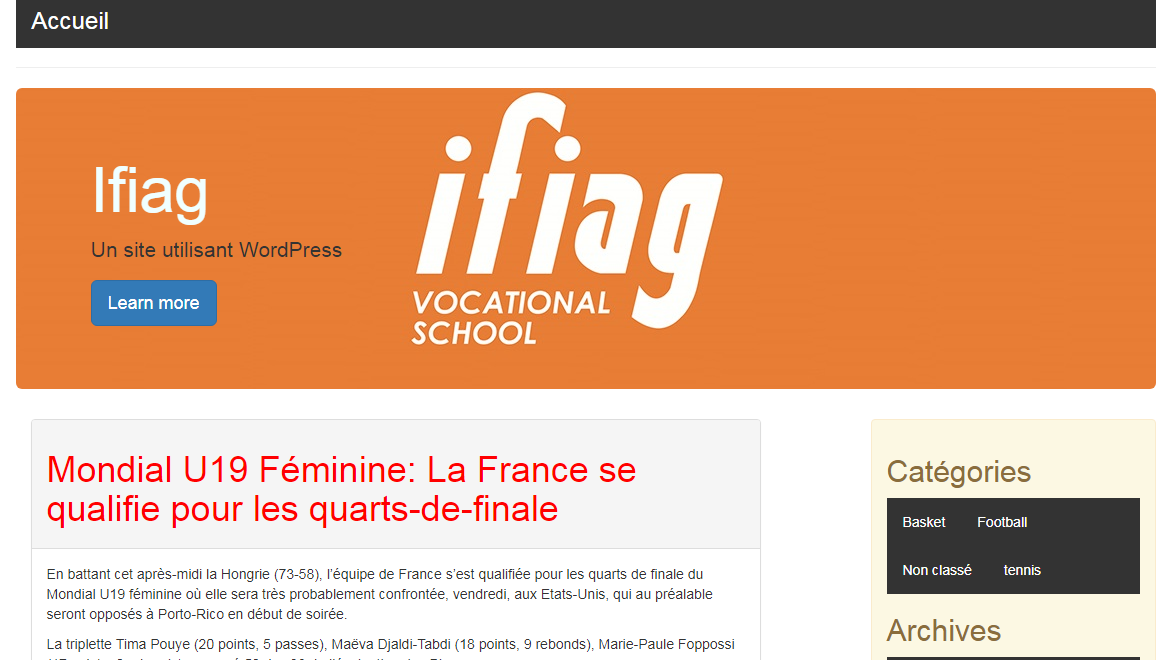 Accueil
Ifiag
Un site utilisant WordPress
Learn more
ifiag
VOCATIONAL
SCHOOL
Mondial U19 Féminine: La France se
qualifie pour les quarts-de-finale
En battant cet après-midi la Hongrie (73-58), l’équipe de France s’est qualifiée pour les quarts de finale du
Mondial U19 féminine où elle sera très probablement confrontée, vendredi, aux Etats-Unis, qui au préalable
seront opposés à Porto-Rico en début de soirée.
La triplette Tima Pouye (20 points, 5 passes), Maëva Djaldi-Tabdi (18 points, 9 rebonds), Marie-Paule Foppossi
Catégories
Basket Football
Non classé tennis
Archives